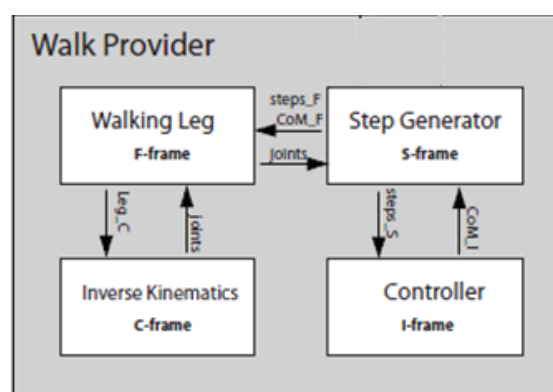 Walk Provider
steps_F
CoM_F
Walking Leg
F-frame
Step Generator
S-frame
joints
Leg_C
joints
steps_S
CoM_I
Inverse Kinematics
C-frame
Controller
I-frame